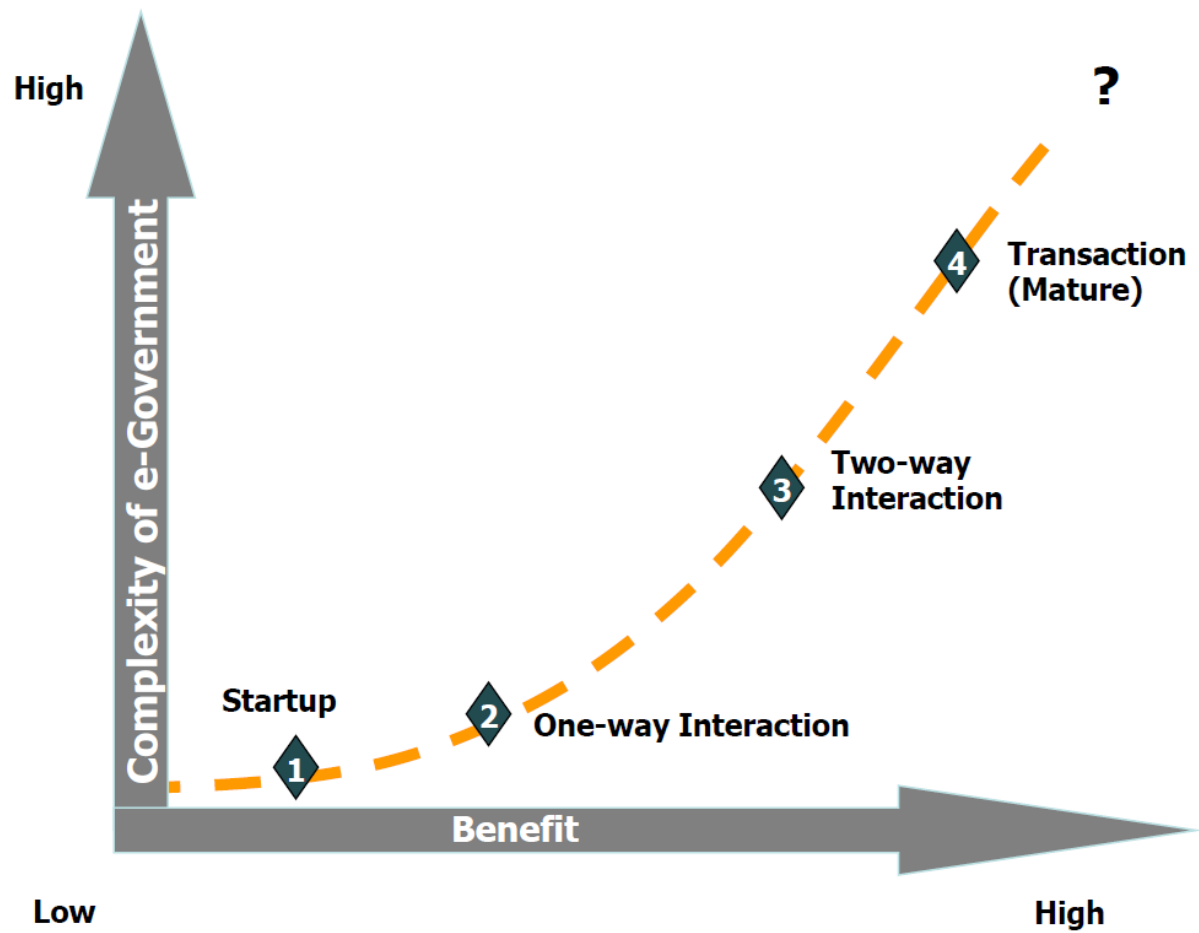 High
?
Complexity of e-Government
4
Transaction
(Mature)
3
Two-way
Interaction
Startup
2
One-way Interaction
1
Benefit
Low
High